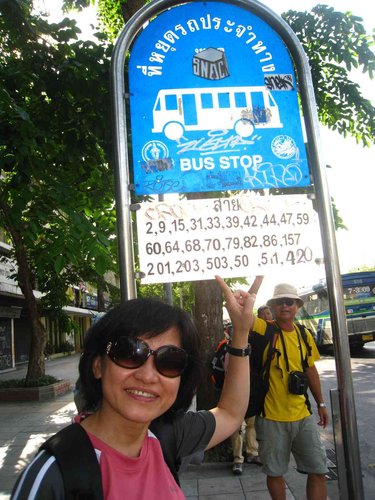 ที่หยุดรถประจำทาง
SNAC
BUS STOP
สาย
2,9,15,31,33,39,42,44,47,59
60,64,68,70,79,82,86,157
201,203,503,50 ,511,420